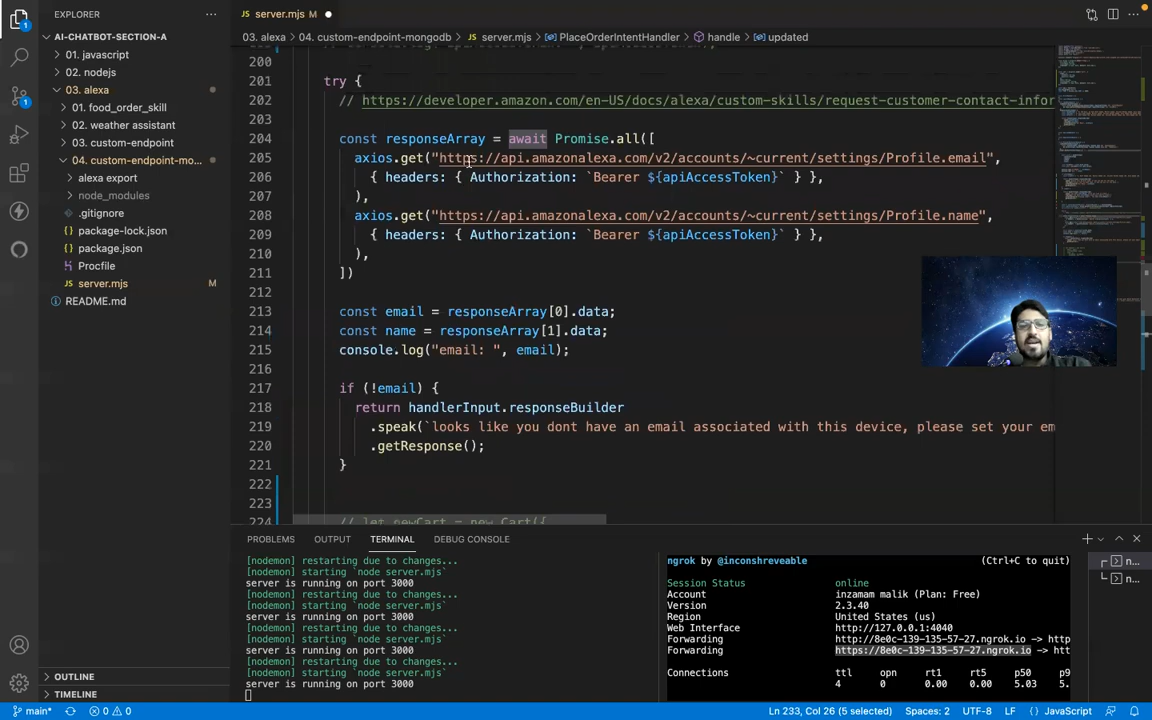 EXPLORER
server.mjs M
AI-CHATBOT-SECTION-A
01. javascript
02. nodejs
03. alexa
01. food_order_skill
02. weather assistant
03. custom-endpoint
04. custom-endpoint-mo...
alexa export
node_modules
.gitignore
package-lock.json
package.json
Procfile
server.mjs M
README.md
OUTLINE
TIMELINE
03. alexa > 04. custom-endpoint-mongodb > server.mjs > PlaceOrderIntentHandler > handle > updated
200
201 try {
202 // https://developer.amazon.com/en-US/docs/alexa/custom-skills/request-customer-contact-infor
203
204 const responseArray = await Promise.all([
205 axios.get("https://api.amazonalexa.com/v2/accounts/~current/settings/Profile.email",
206 { headers: { Authorization: `Bearer ${apiAccessToken}` } },
207 ),
208 axios.get("https://api.amazonalexa.com/v2/accounts/~current/settings/Profile.name",
209 { headers: { Authorization: `Bearer ${apiAccessToken}` } },
210 ),
211 ])
212
213 const email = responseArray[0].data;
214 const name = responseArray[1].data;
215 console.log("email: ", email);
216
217 if (!email) {
218 return handlerInput.responseBuilder
219 .speak(`looks like you dont have an email associated with this device, please set your em
220 .getResponse();
221 }
222
223
224 // let newCart = new Cart({
PROBLEMS OUTPUT TERMINAL DEBUG CONSOLE
[nodemon] restarting due to changes...
[nodemon] starting `node server.mjs`
server is running on port 3000
[nodemon] restarting due to changes...
[nodemon] starting `node server.mjs`
server is running on port 3000
[nodemon] restarting due to changes...
[nodemon] starting `node server.mjs`
server is running on port 3000
[nodemon] restarting due to changes...
[nodemon] starting `node server.mjs`
server is running on port 3000
ngrok by @inconshreveable (Ctrl+C to quit)
Session Status online
Account inzamam malik (Plan: Free)
Version 2.3.40
Region United States (us)
Web Interface http://127.0.0.1:4040
Forwarding http://8e0c-139-135-57-27.ngrok.io -> http
Forwarding https://8e0c-139-135-57-27.ngrok.io -> htt
Connections ttl opn rt1 rt5 p50 p9
4 0 0.00 0.00 5.03 5.
n...
n...
main* 0 0 Ln 233, Col 26 (5 selected) Spaces: 2 UTF-8 LF JavaScript